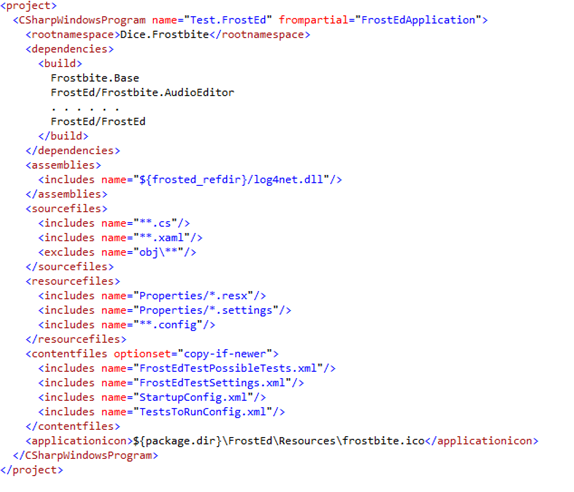 <project>
<CSharpWindowsProgram name="Test.FrostEd" frompartial="FrostEdApplication">
<rootnamespace>Dice.Frostbite</rootnamespace>
<dependencies>
<build>
Frostbite.Base
FrostEd/Frostbite.AudioEditor
. . . . . .
FrostEd/FrostEd
</build>
</dependencies>
<assemblies>
<includes name="${frosted_refdir}/log4net.dll"/>
</assemblies>
<sourcefiles>
<includes name="**.cs"/>
<includes name="**.xaml"/>
<excludes name="obj\**"/>
</sourcefiles>
<resourcefiles>
<includes name="Properties/*.resx"/>
<includes name="Properties/*.settings"/>
<includes name="**.config"/>
</resourcefiles>
<contentfiles optionset="copy-if-newer">
<includes name="FrostEdTestPossibleTests.xml"/>
<includes name="FrostEdTestSettings.xml"/>
<includes name="StartupConfig.xml"/>
<includes name="TestsToRunConfig.xml"/>
</contentfiles>
<applicationicon>${package.dir}\FrostEd\Resources\frostbite.ico</applicationicon>
</CSharpWindowsProgram>
</project>